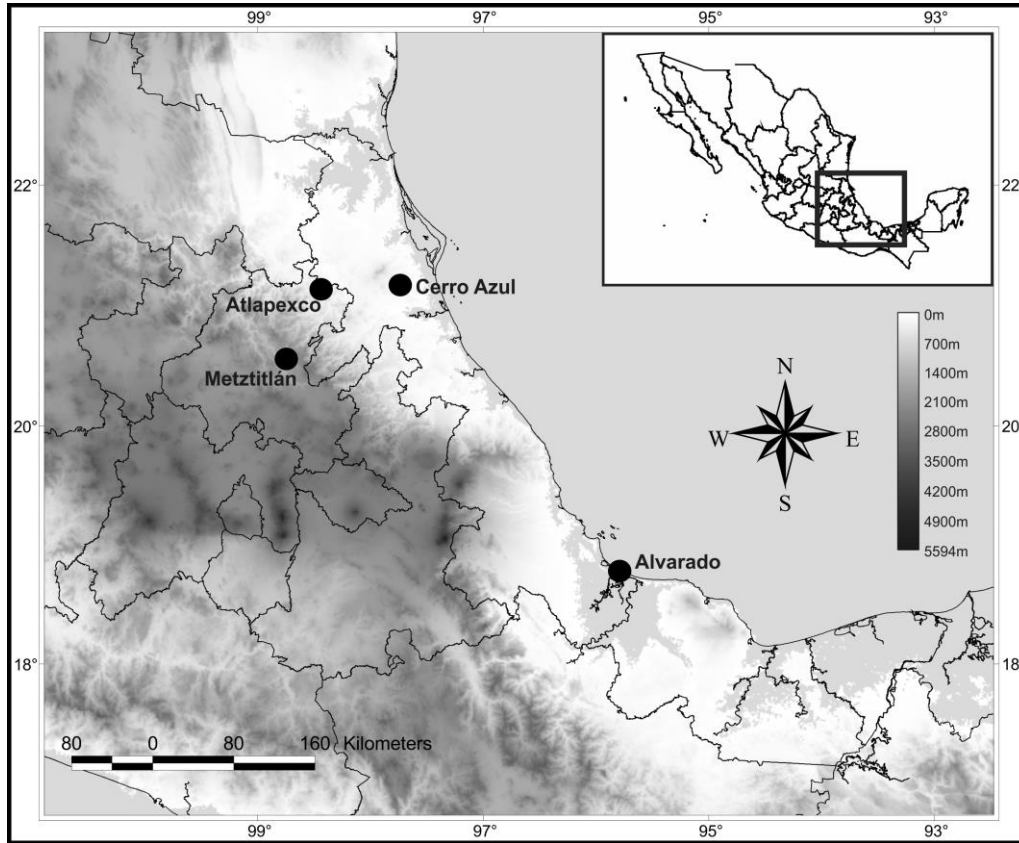 99° 97° 95° 93°
22° 22
Cerro Azul
Atlapexco
Metztitlán
0m
700m
1400m
2100m
2800m
3500m
4200m
4900m
5594m
N
W E
S
20° 20
Alvarado
18° 18
80 0 80 160 Kilometers
99° 97° 95° 93°